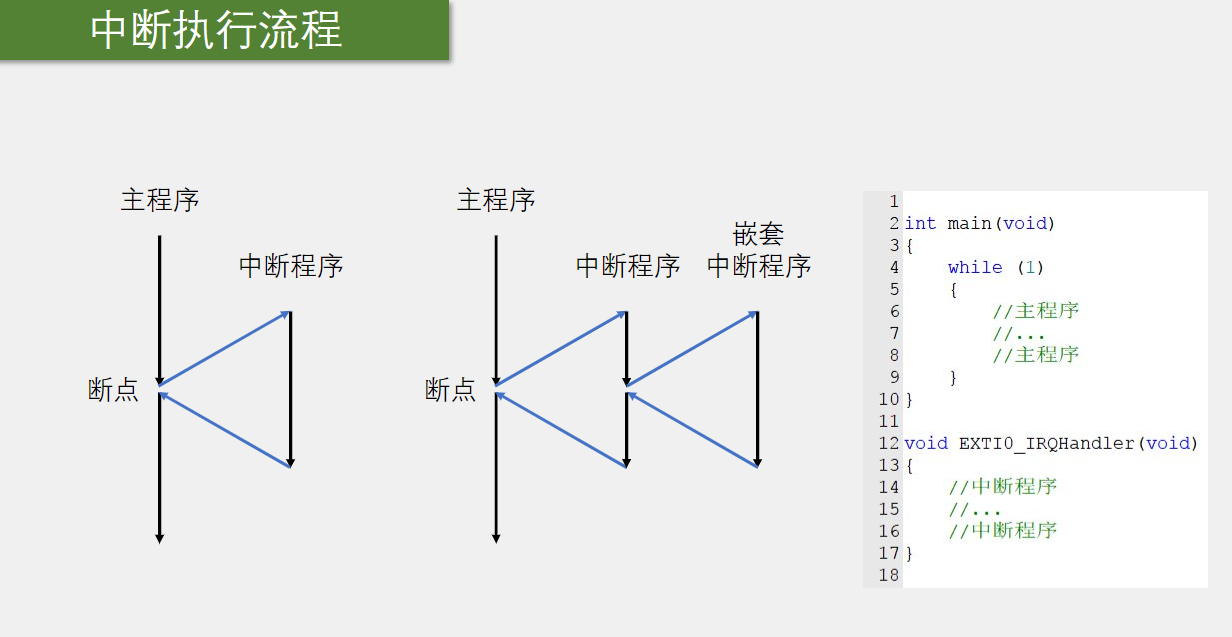 中断执行流程
主程序
中断程序
断点
主程序
中断程序
嵌套
中断程序
断点
1
2 int main(void)
3 {
4     while (1)
5     {
6         //主程序
7         //...
8         //主程序
9     }
10 }
11
12 void EXTI0_IRQHandler(void)
13 {
14     //中断程序
15     //...
16     //中断程序
17 }
18